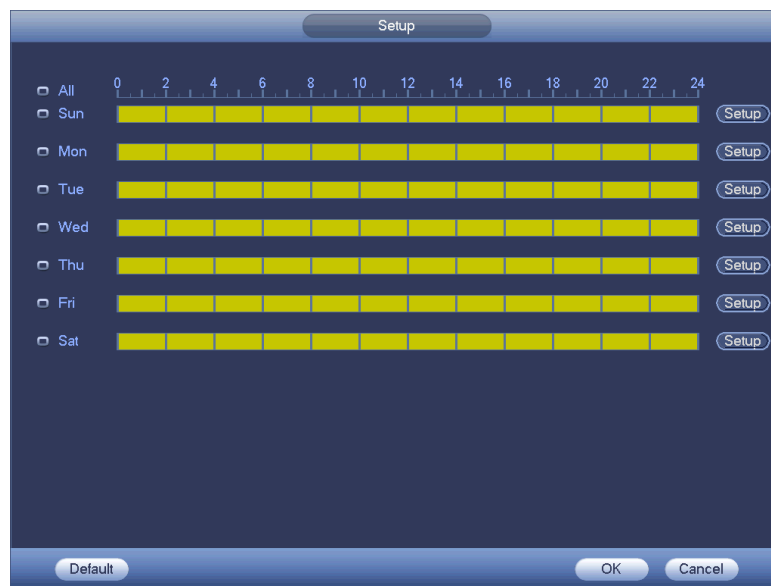 Setup
All 0 2 4 6 8 10 12 14 16 18 20 22 24
Sun Setup
Mon Setup
Tue Setup
Wed Setup
Thu Setup
Fri Setup
Sat Setup
Default OK Cancel